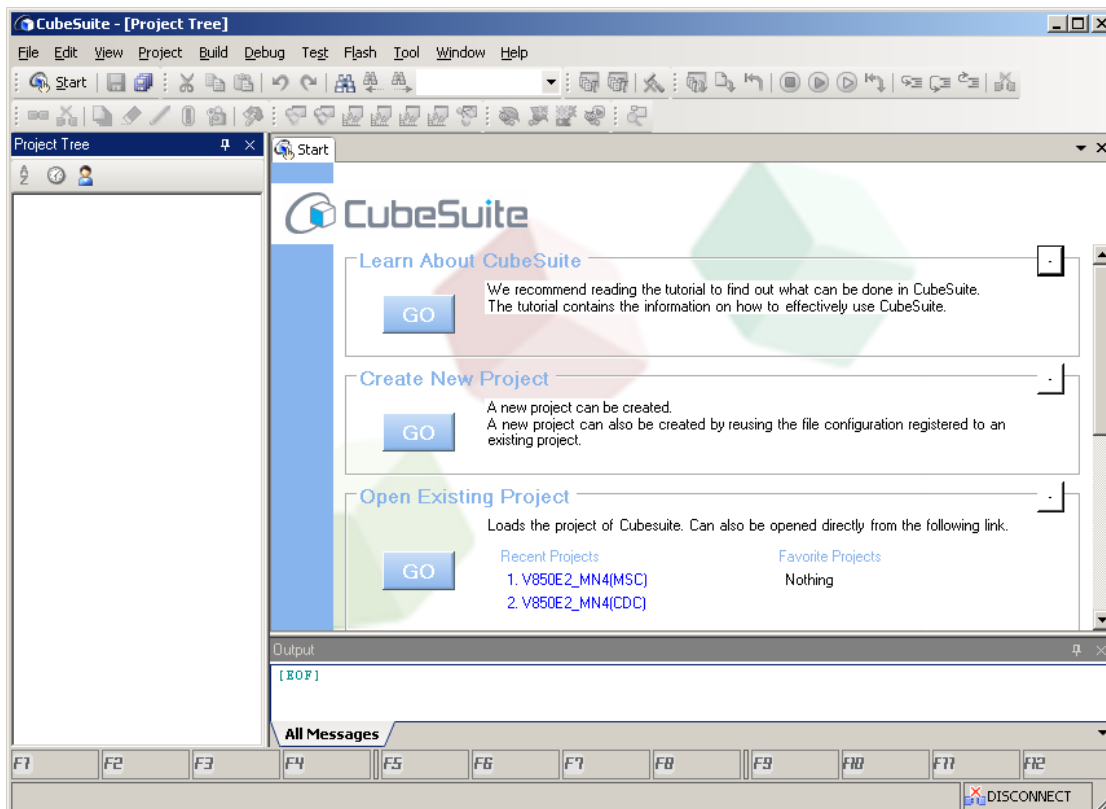 CubeSuite - [Project Tree]
File Edit View Project Build Debug Test Flash Tool Window Help
Start
Project Tree
Start
CubeSuite
Learn About CubeSuite
GO
We recommend reading the tutorial to find out what can be done in CubeSuite.
The tutorial contains the information on how to effectively use CubeSuite.
Create New Project
GO
A new project can be created.
A new project can also be created by reusing the file configuration registered to an
existing project.
Open Existing Project
GO
Loads the project of Cubesuite. Can also be opened directly from the following link.
Recent Projects
1. V850E2_MN4(MSC)
2. V850E2_MN4(CDC)
Favorite Projects
Nothing
Output
[EOF]
All Messages
F1 F2 F3 F4 F5 F6 F7 F8 F9 F10 F11 F12
DISCONNECT